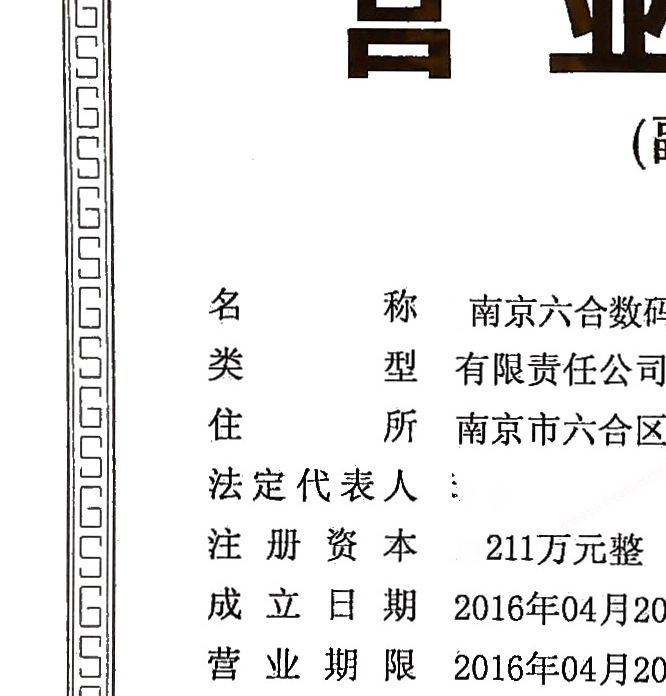 营业
(副
名称 南京六合数码
类型 有限责任公司
住所 南京市六合区
法定代表人
注册资本 211万元整
成立日期 2016年04月20
营业期限 2016年04月20